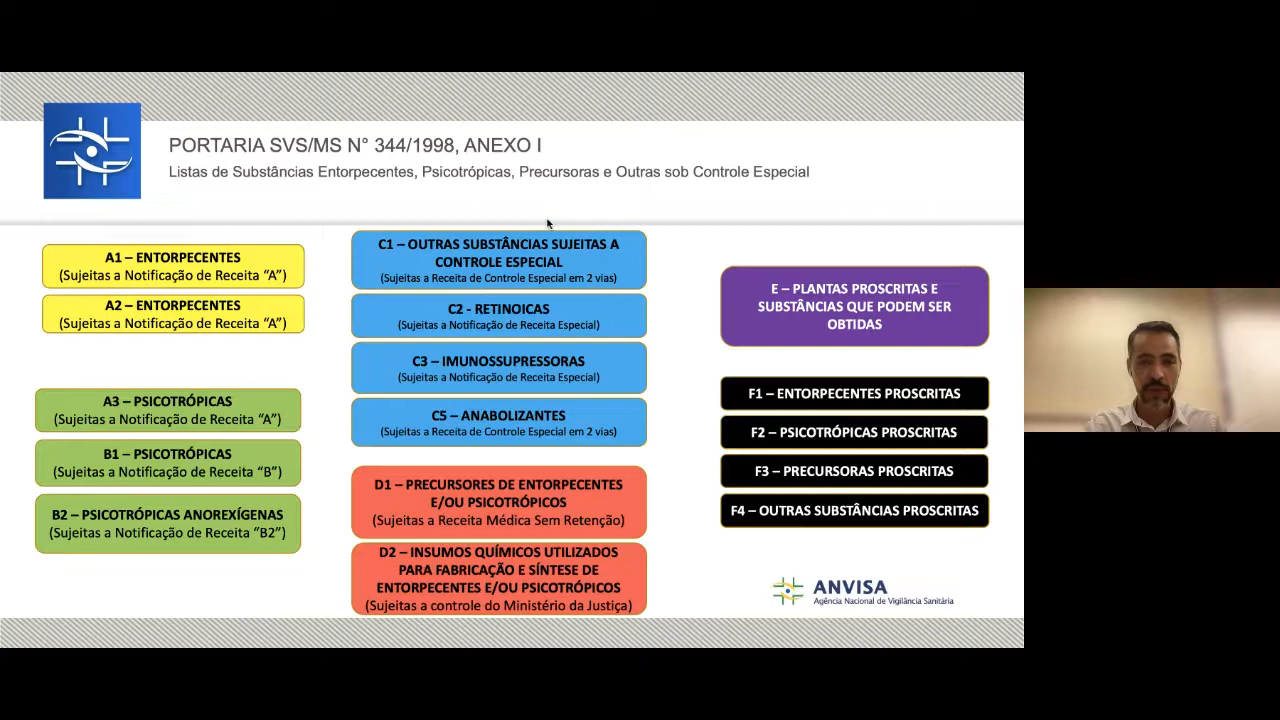 PORTARIA SVS/MS N° 344/1998, ANEXO I
Listas de Substâncias Entorpecentes, Psicotrópicas, Precursoras e Outras sob Controle Especial
A1 – ENTORPECENTES
(Sujeitas a Notificação de Receita “A”)
A2 – ENTORPECENTES
(Sujeitas a Notificação de Receita “A”)
A3 – PSICOTRÓPICAS
(Sujeitas a Notificação de Receita “A”)
B1 – PSICOTRÓPICAS
(Sujeitas a Notificação de Receita “B”)
B2 – PSICOTRÓPICAS ANOREXÍGENAS
(Sujeitas a Notificação de Receita “B2”)
C1 – OUTRAS SUBSTÂNCIAS SUJEITAS A
CONTROLE ESPECIAL
(Sujeitas a Receita de Controle Especial em 2 vias)
C2 - RETINOICAS
(Sujeitas a Notificação de Receita Especial)
C3 – IMUNOSSUPRESSORAS
(Sujeitas a Notificação de Receita Especial)
C5 – ANABOLIZANTES
(Sujeitas a Receita de Controle Especial em 2 vias)
D1 – PRECURSORES DE ENTORPECENTES
E/OU PSICOTRÓPICOS
(Sujeitas a Receita Médica Sem Retenção)
D2 – INSUMOS QUÍMICOS UTILIZADOS
PARA FABRICAÇÃO E SÍNTESE DE
ENTORPECENTES E/OU PSICOTRÓPICOS
(Sujeitas a controle do Ministério da Justiça)
E – PLANTAS PROSCRITAS E
SUBSTÂNCIAS QUE PODEM SER
OBTIDAS
F1 – ENTORPECENTES PROSCRITAS
F2 – PSICOTRÓPICAS PROSCRITAS
F3 – PRECURSORAS PROSCRITAS
F4 – OUTRAS SUBSTÂNCIAS PROSCRITAS
ANVISA
Agência Nacional de Vigilância Sanitária